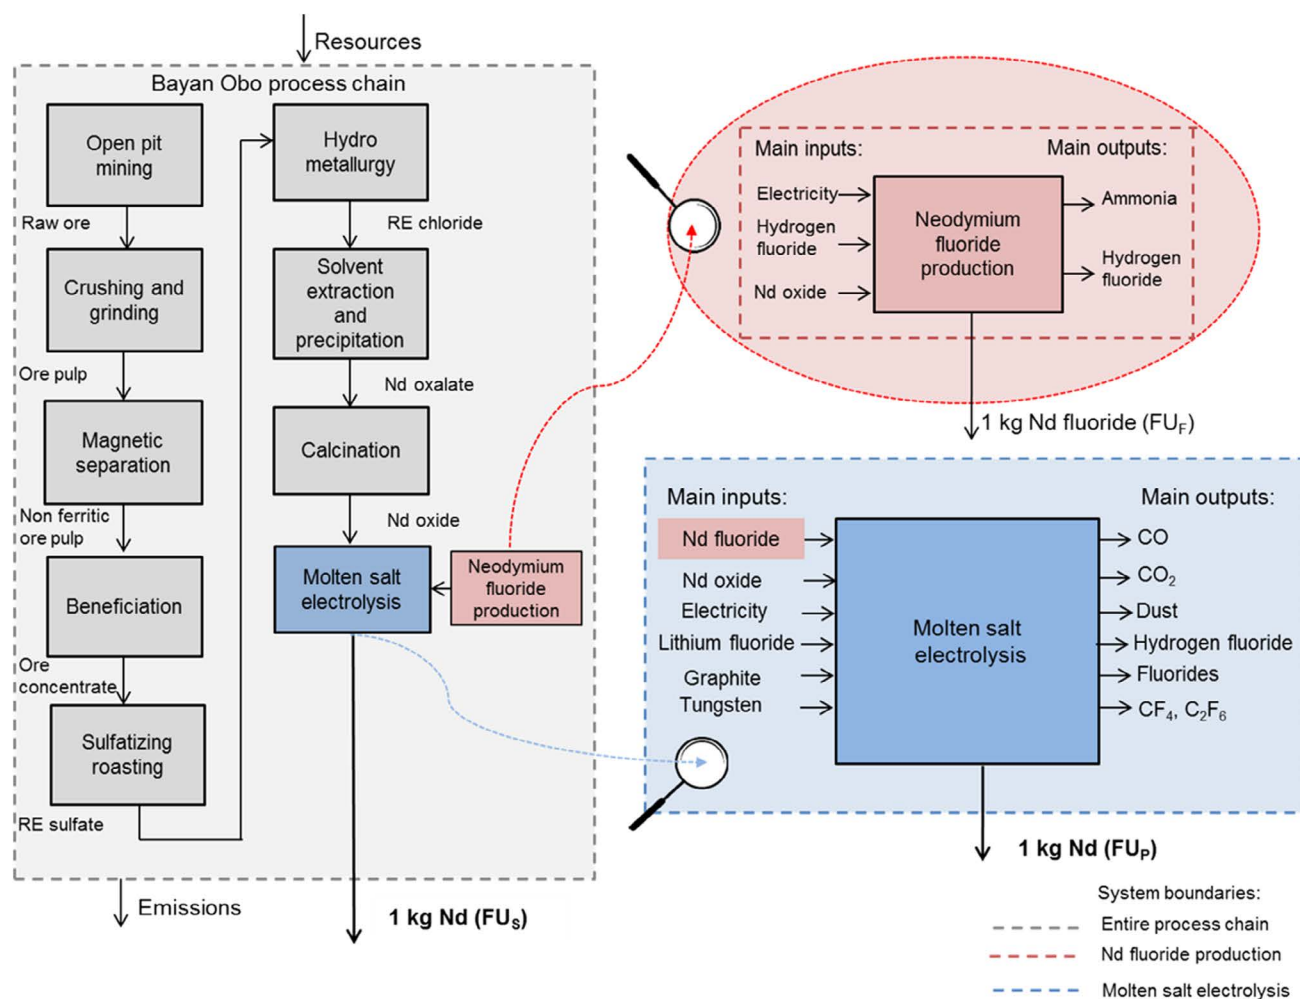 Resources
Bayan Obo process chain
Open pit
mining
Raw ore
Crushing and
grinding
Ore pulp
Magnetic
separation
Non ferritic
ore pulp
Beneficiation
Ore
concentrate
Sulfatizing
roasting
RE sulfate
Hydro
metallurgy
RE chloride
Solvent
extraction
and
precipitation
Nd oxalate
Calcination
Nd oxide
Molten salt
electrolysis
Neodymium
fluoride
production
Emissions
1 kg Nd (FU_S)
Main inputs:
Main outputs:
Electricity
Hydrogen
fluoride
Nd oxide
Neodymium
fluoride
production
Ammonia
Hydrogen
fluoride
1 kg Nd fluoride (FU_F)
Main inputs:
Main outputs:
Nd fluoride
Nd oxide
Electricity
Lithium fluoride
Graphite
Tungsten
Molten salt
electrolysis
CO
CO₂
Dust
Hydrogen fluoride
Fluorides
CF₄, C₂F₆
1 kg Nd (FU_P)
System boundaries:
Entire process chain
Nd fluoride production
Molten salt electrolysis